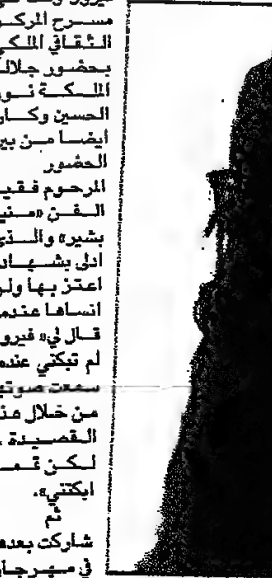 مسرح المركز
الثقافي الملكي
بحضور جلالة
الملكة نور
الحسين وكان
ايضا من بين
الحضور
المرحوم فقيد
الفن «منير
بشير» والذي
ادلى بشهادة
اعتز بها ولن
انساها عندما
قال لي» فيروز
لم تبكني عندما
سمعت صوتها
من خلال هذه
القصيدة .
لكن قمر
ابكتني».
ثم
شاركت بعدها
في مهرجان